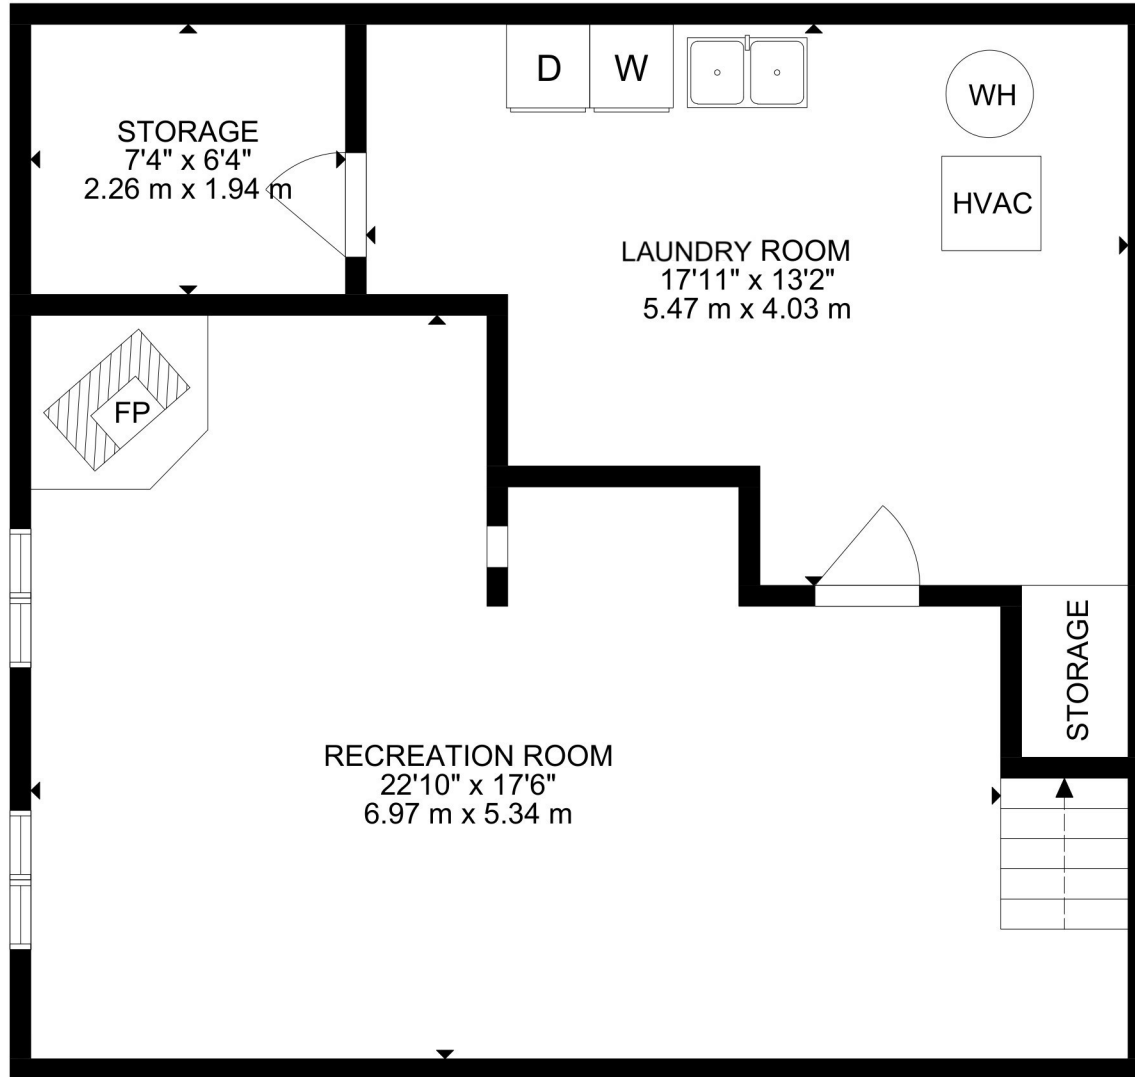 D
W
WH
STORAGE
7'4" x 6'4"
2.26 m x 1.94 m
HVAC
LAUNDRY ROOM
17'11" x 13'2"
5.47 m x 4.03 m
FP
STORAGE
RECREATION ROOM
22'10" x 17'6"
6.97 m x 5.34 m